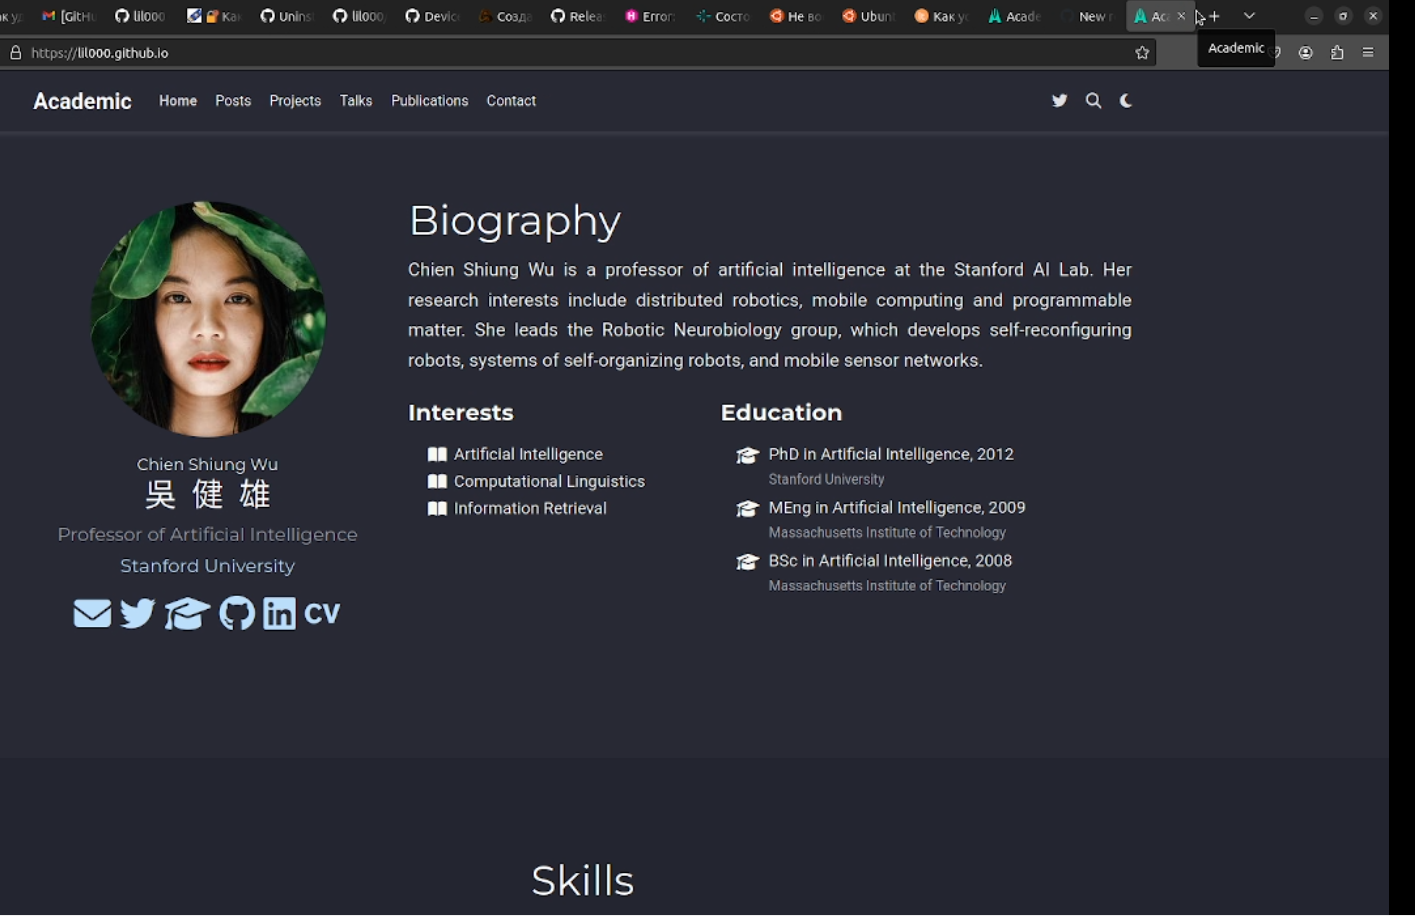 [GitH
lil000
Как
Unins
lil000
Devic
Созда
Relea
Error:
Состо
Не во
Ubun
Как ус
Acade
New r
Ac
https://lil000.github.io
Academic
Academic
Home
Posts
Projects
Talks
Publications
Contact
Biography
Chien Shiung Wu is a professor of artificial intelligence at the Stanford AI Lab. Her
research interests include distributed robotics, mobile computing and programmable
matter. She leads the Robotic Neurobiology group, which develops self-reconfiguring
robots, systems of self-organizing robots, and mobile sensor networks.
Chien Shiung Wu
吳健雄
Professor of Artificial Intelligence
Stanford University
CV
Interests
Artificial Intelligence
Computational Linguistics
Information Retrieval
Education
PhD in Artificial Intelligence, 2012
Stanford University
MEng in Artificial Intelligence, 2009
Massachusetts Institute of Technology
BSc in Artificial Intelligence, 2008
Massachusetts Institute of Technology
Skills